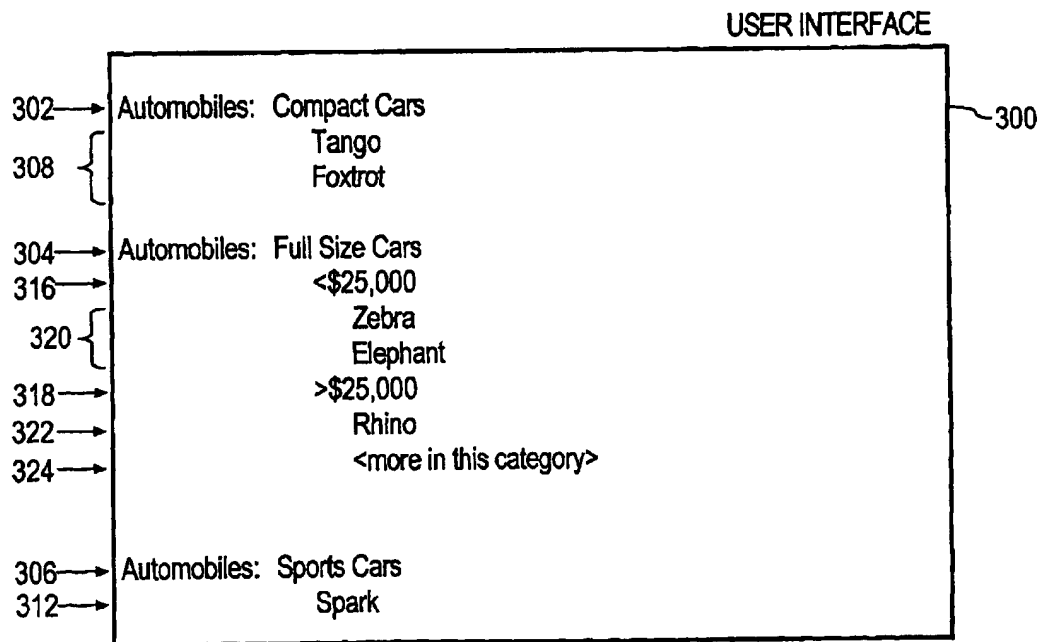 USER INTERFACE
300
302 Automobiles: Compact Cars
308 Tango
Foxtrot
304 Automobiles: Full Size Cars
316 <$25,000
320 Zebra
Elephant
318 >$25,000
322 Rhino
324 <more in this category>
306 Automobiles: Sports Cars
312 Spark